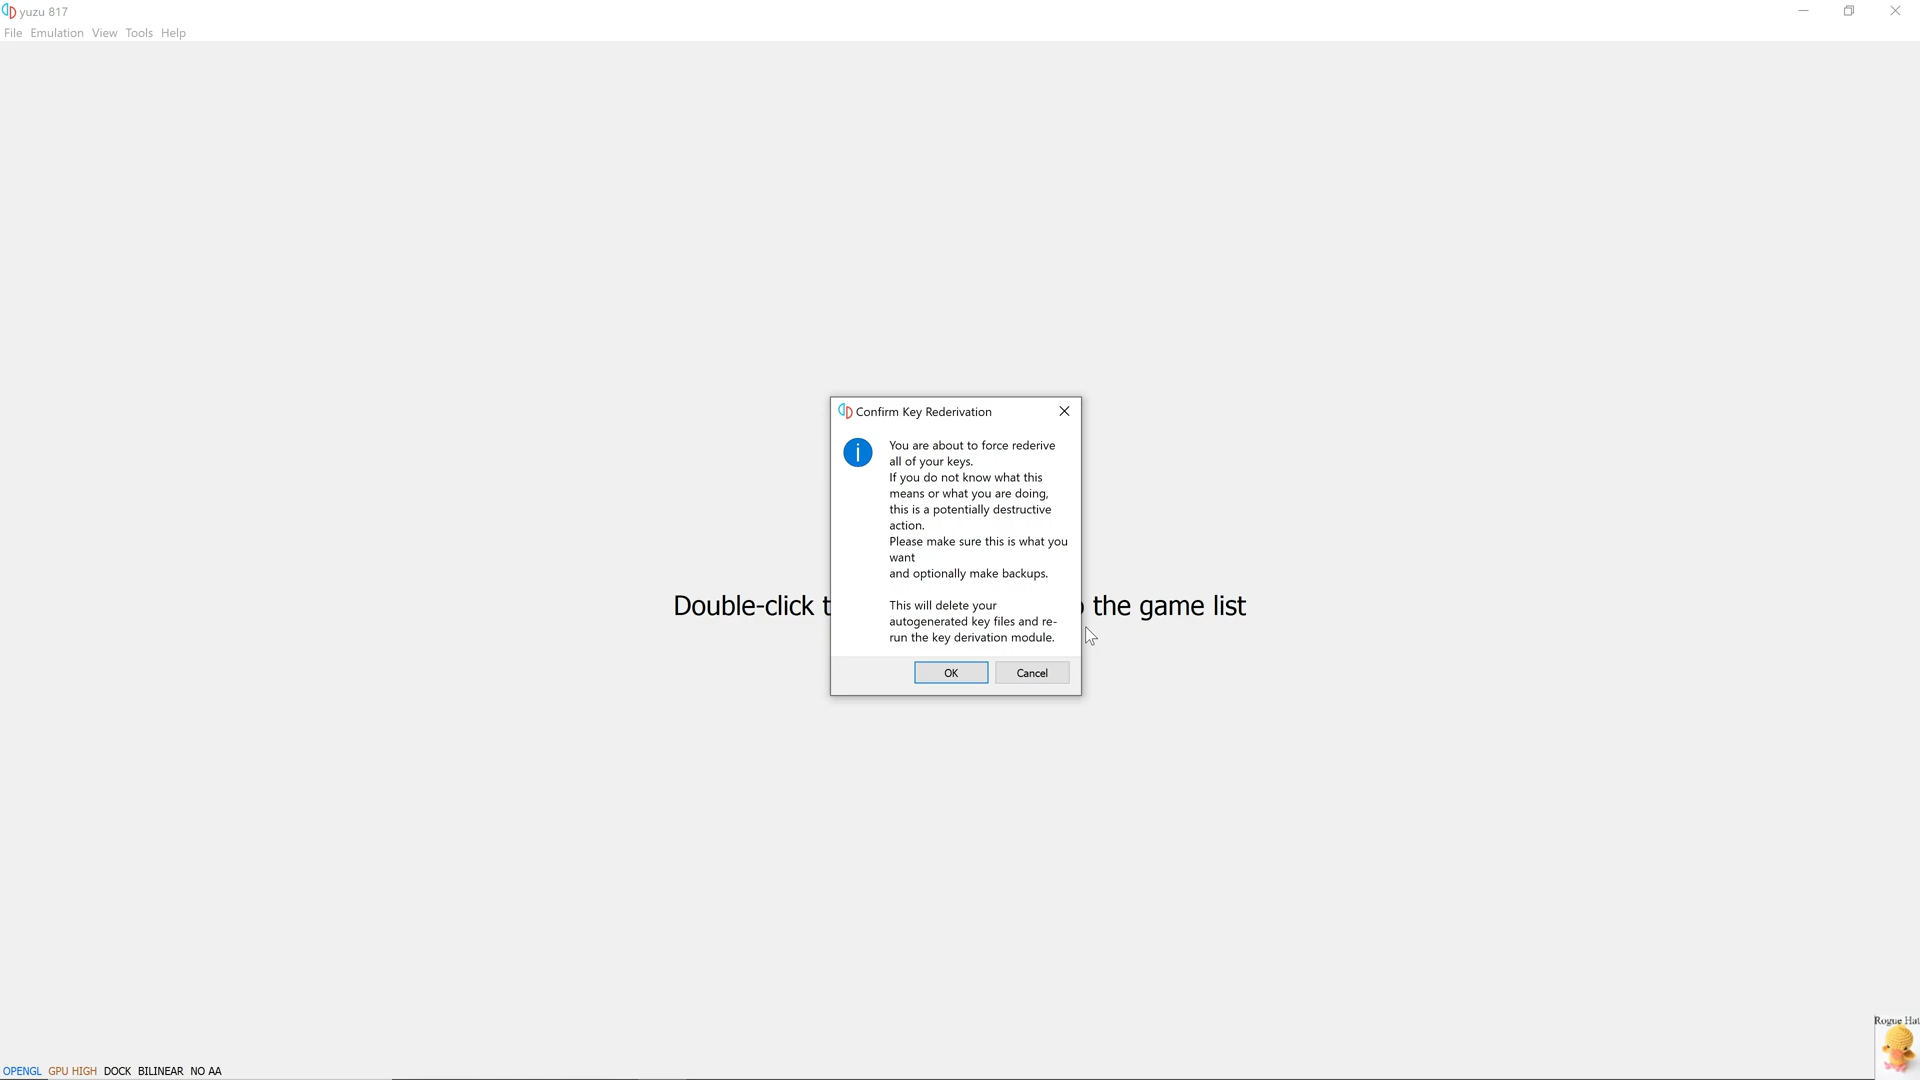 yuzu 817
File Emulation View Tools Help
Confirm Key Rederivation
You are about to force rederive
all of your keys.
If you do not know what this
means or what you are doing,
this is a potentially destructive
action.
Please make sure this is what you
want
and optionally make backups.
Double-click t
the game list
This will delete your
autogenerated key files and re-
run the key derivation module.
OK Cancel
Rogue Hat
OPENGL GPU HIGH DOCK BILINEAR NO AA